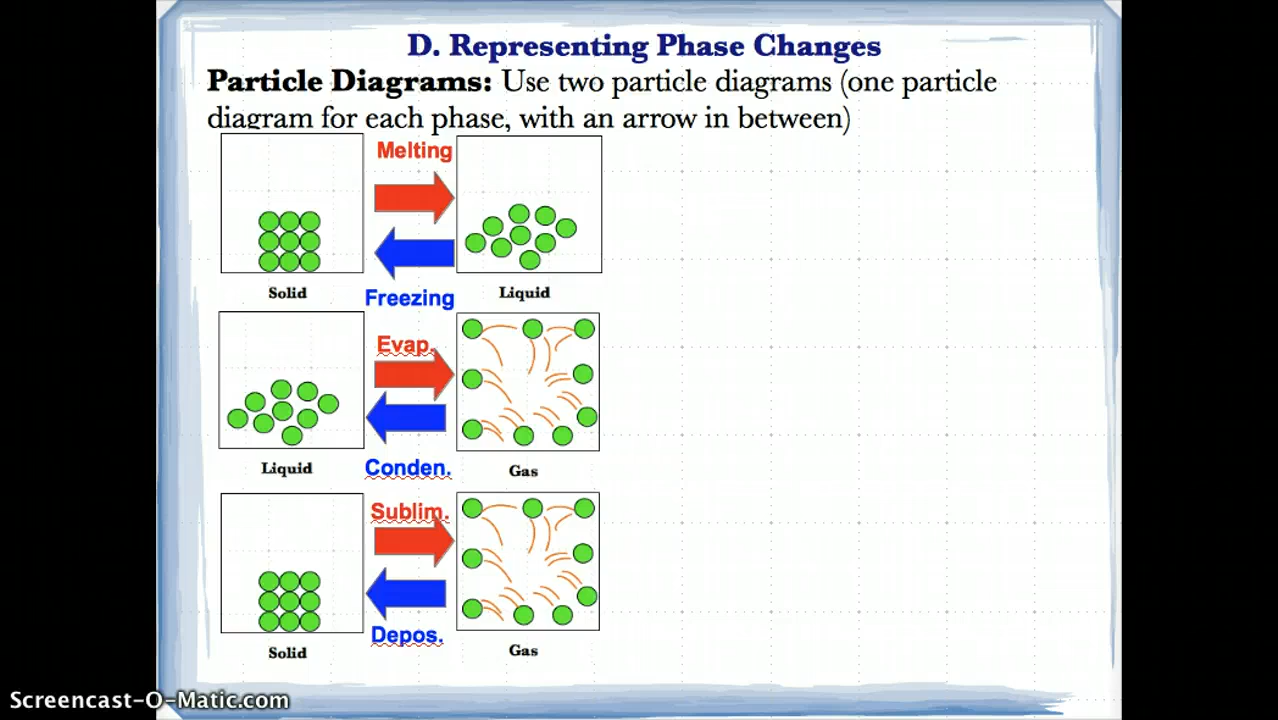 D. Representing Phase Changes
Particle Diagrams: Use two particle diagrams (one particle
diagram for each phase, with an arrow in between)
Melting
Solid
Freezing
Liquid
Evap.
Liquid
Conden.
Gas
Sublim.
Depos.
Solid
Gas
Screencast-O-Matic.com